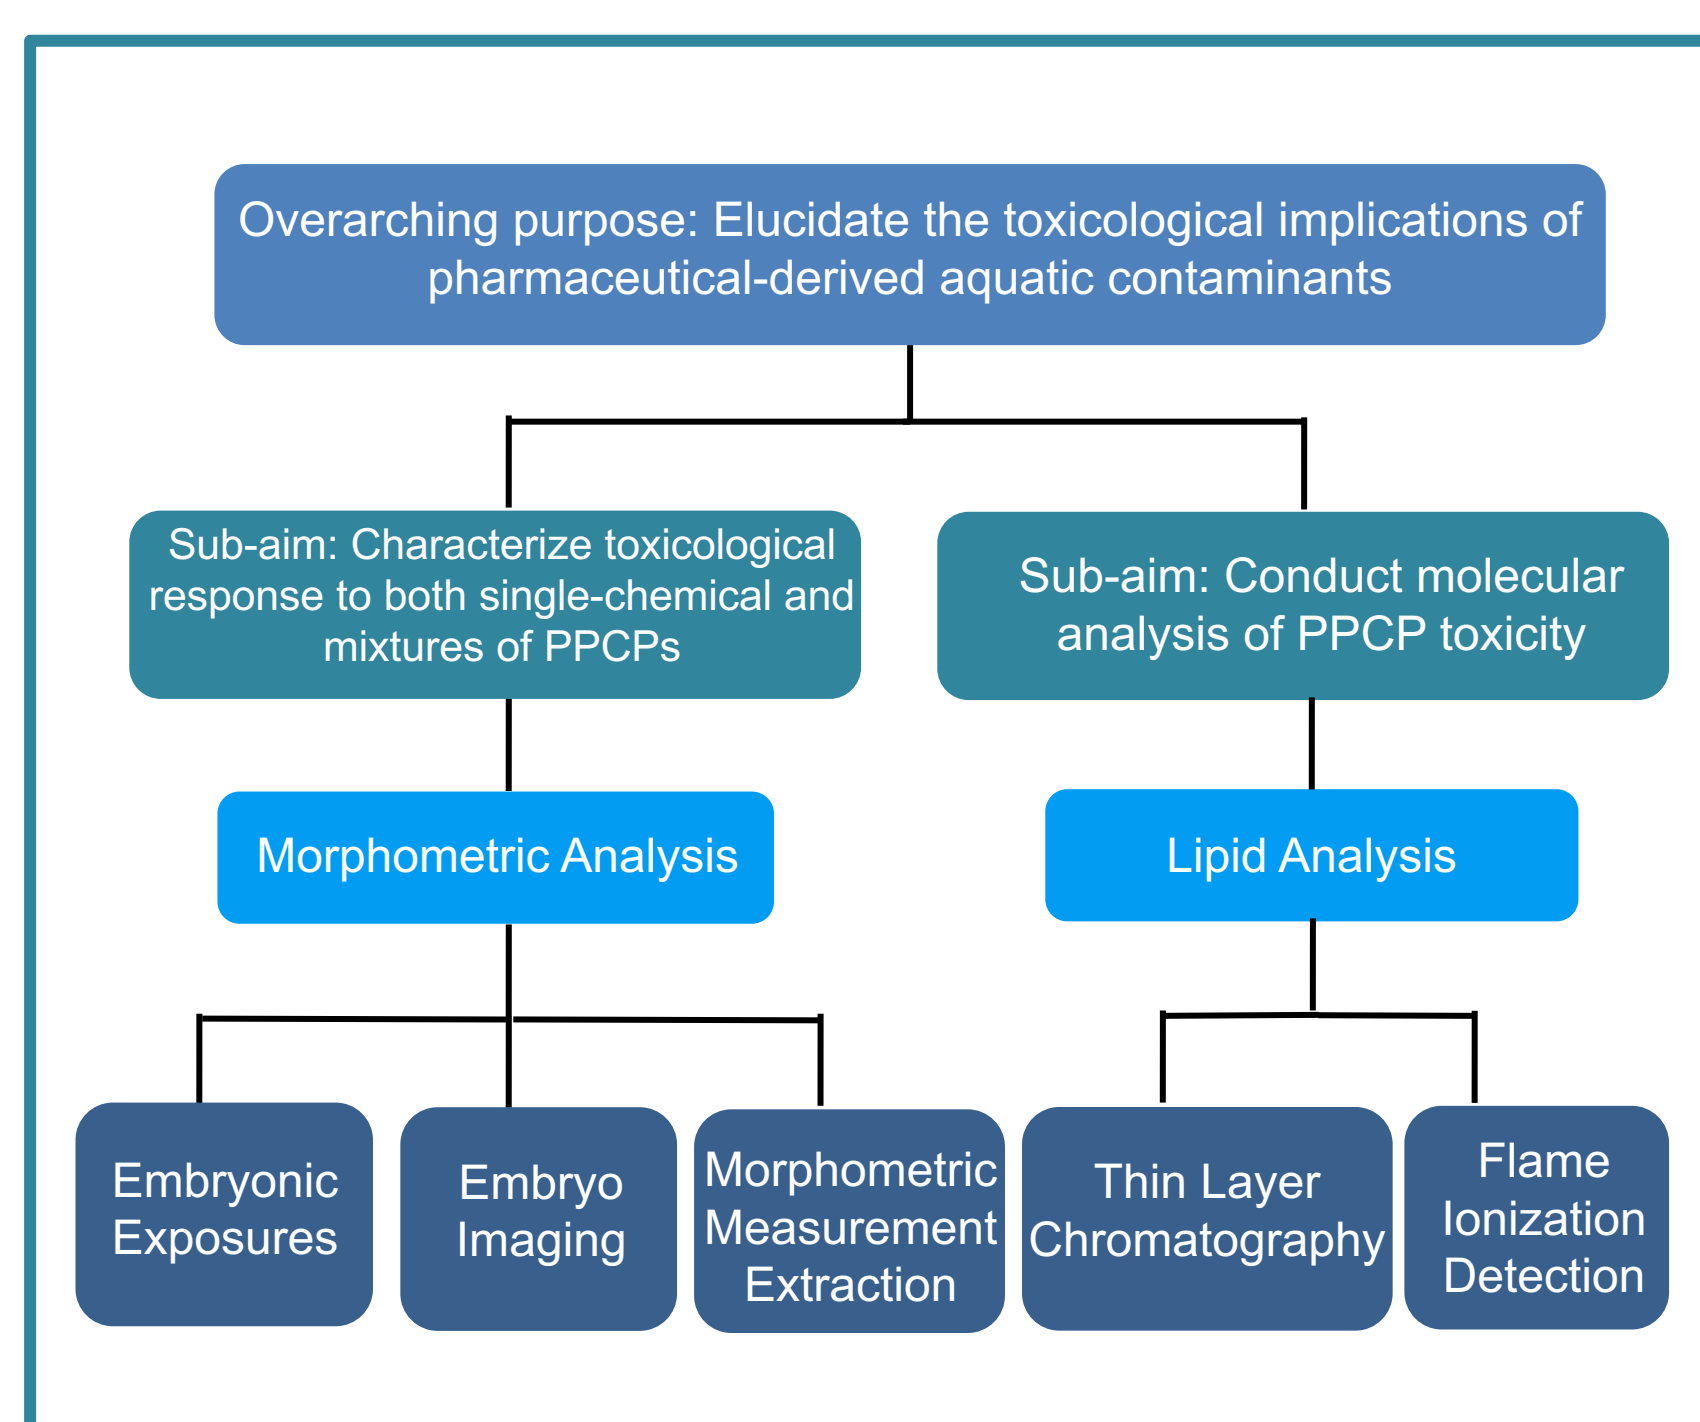 Overarching purpose: Elucidate the toxicological implications of
pharmaceutical-derived aquatic contaminants
Sub-aim: Characterize toxicological
response to both single-chemical and
mixtures of PPCPs
Sub-aim: Conduct molecular
analysis of PPCP toxicity
Morphometric Analysis
Lipid Analysis
Embryonic
Exposures
Embryo
Imaging
Morphometric
Measurement
Extraction
Thin Layer
Chromatography
Flame
Ionization
Detection